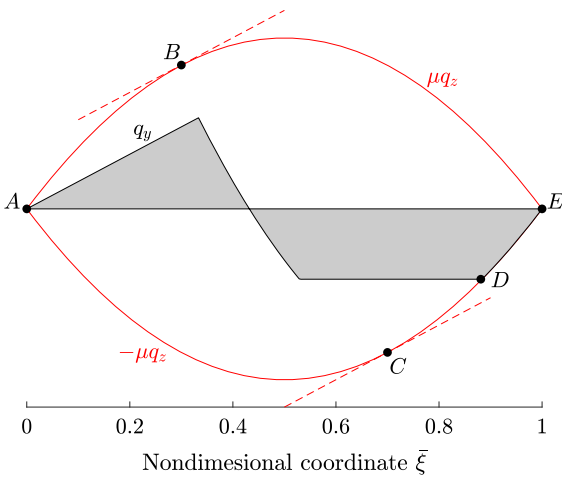 B
μq_z
q_y
A
E
D
−μq_z
C
0 0.2 0.4 0.6 0.8 1
Nondimesional coordinate ξ̄